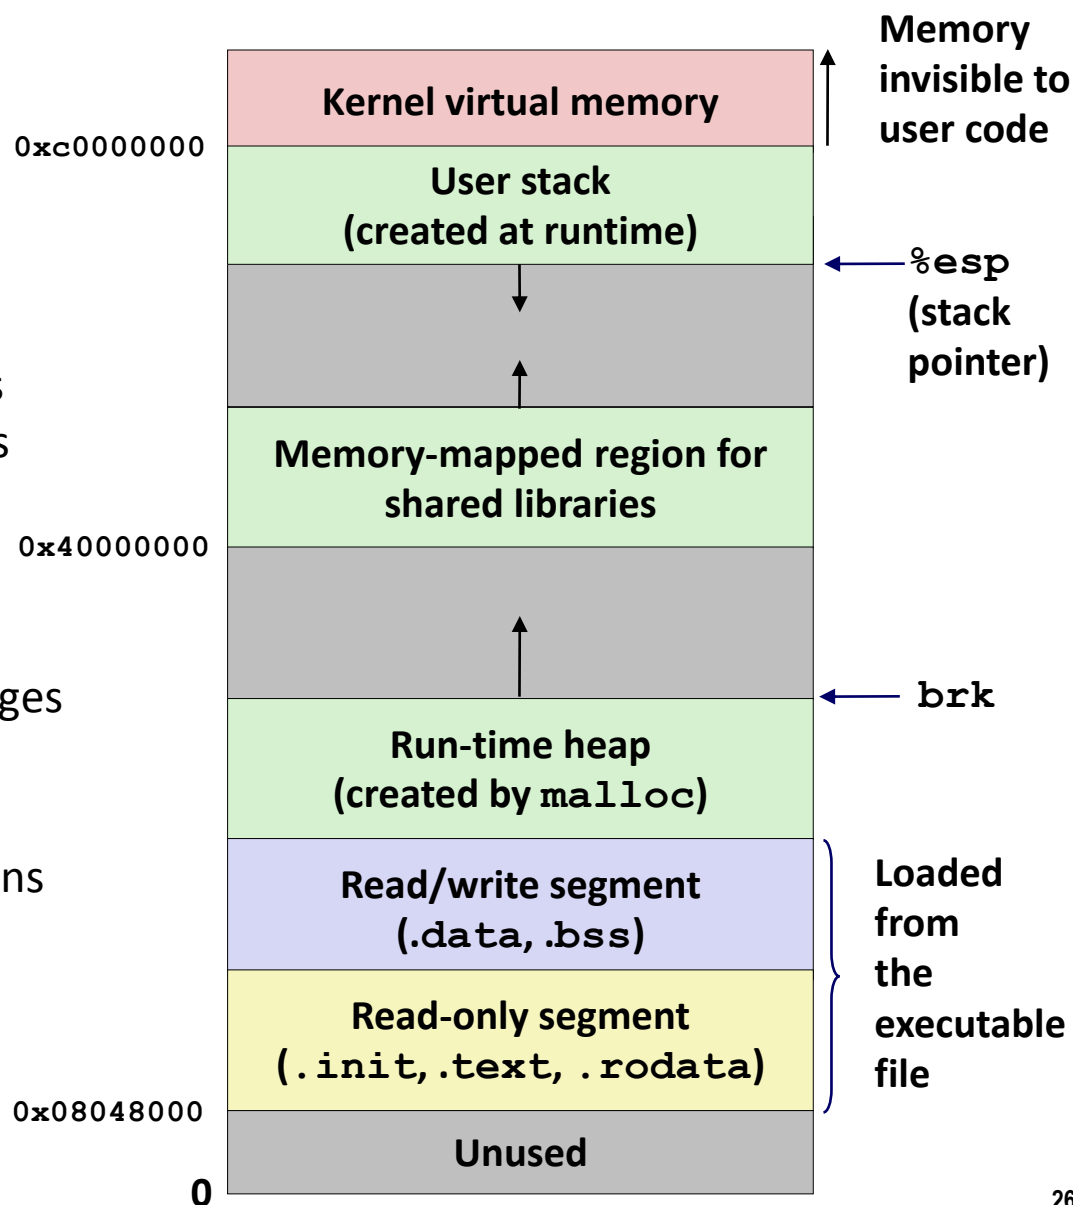 Memory
invisible to
user code
Kernel virtual memory
0xc0000000
User stack
(created at runtime)
%esp
(stack
pointer)
s
s
Memory-mapped region for
shared libraries
0x40000000
ges
brk
Run-time heap
(created by malloc)
ns
Read/write segment
(.data, .bss)
Loaded
from
the
executable
file
Read-only segment
(.init, .text, .rodata)
0x08048000
Unused
0
26